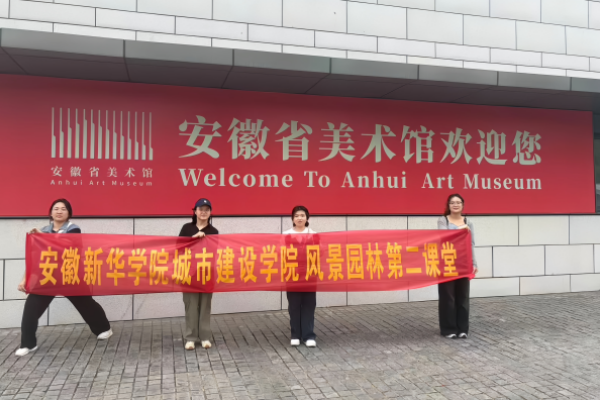 安徽省美术馆
Anhui Art Museum
安徽省美术馆欢迎您
Welcome To Anhui Art Museum
安徽新华学院城市建设学院 风景园林第二课堂